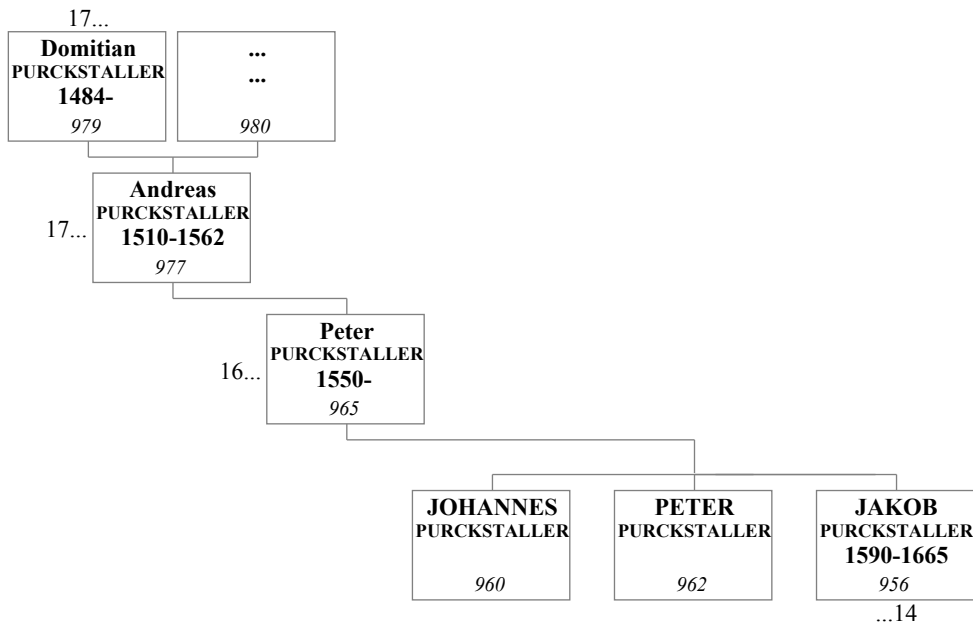 17...
Domitian
PURCKSTALLER
1484-
979
...
...
980
17...
Andreas
PURCKSTALLER
1510-1562
977
16...
Peter
PURCKSTALLER
1550-
965
JOHANNES
PURCKSTALLER
960
PETER
PURCKSTALLER
962
JAKOB
PURCKSTALLER
1590-1665
956
...14